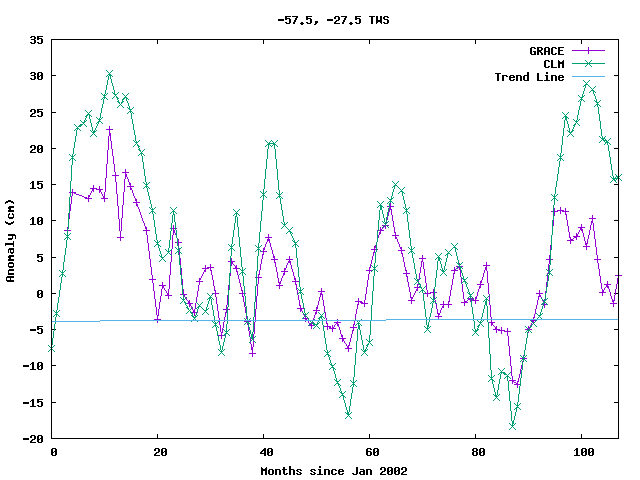 -57.5, -27.5 TWS
GRACE
CLM
Trend Line
35
30
25
20
15
10
5
0
-5
-10
-15
-20
Anomaly (cm)
0 20 40 60 80 100
Months since Jan 2002